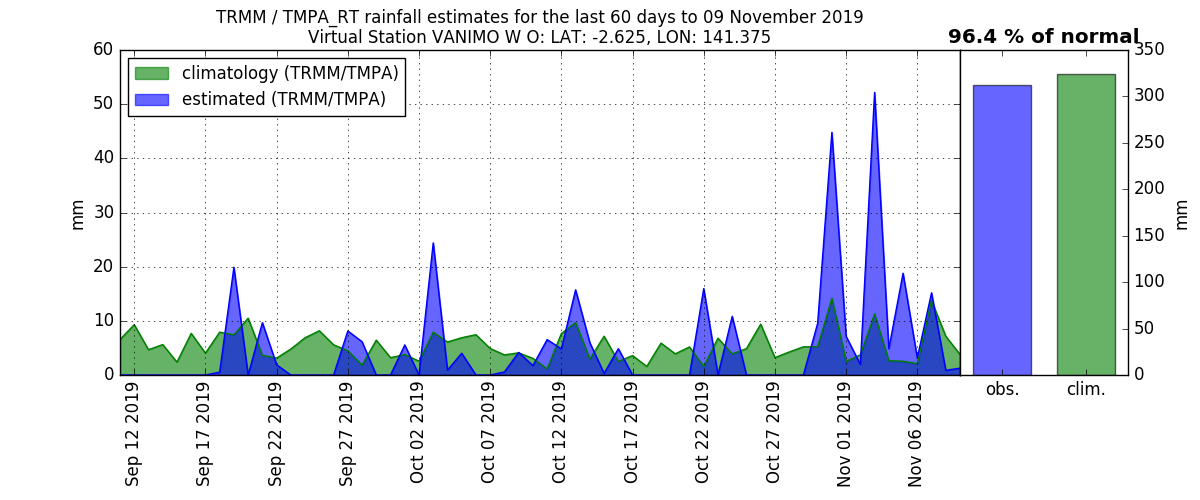 TRMM / TMPA_RT rainfall estimates for the last 60 days to 09 November 2019
Virtual Station VANIMO W O: LAT: -2.625, LON: 141.375
96.4 % of normal
climatology (TRMM/TMPA)
estimated (TRMM/TMPA)
60
50
40
30
20
10
0
mm
Sep 12 2019
Sep 17 2019
Sep 22 2019
Sep 27 2019
Oct 02 2019
Oct 07 2019
Oct 12 2019
Oct 17 2019
Oct 22 2019
Oct 27 2019
Nov 01 2019
Nov 06 2019
obs.
clim.
350
300
250
200
150
100
50
0
mm